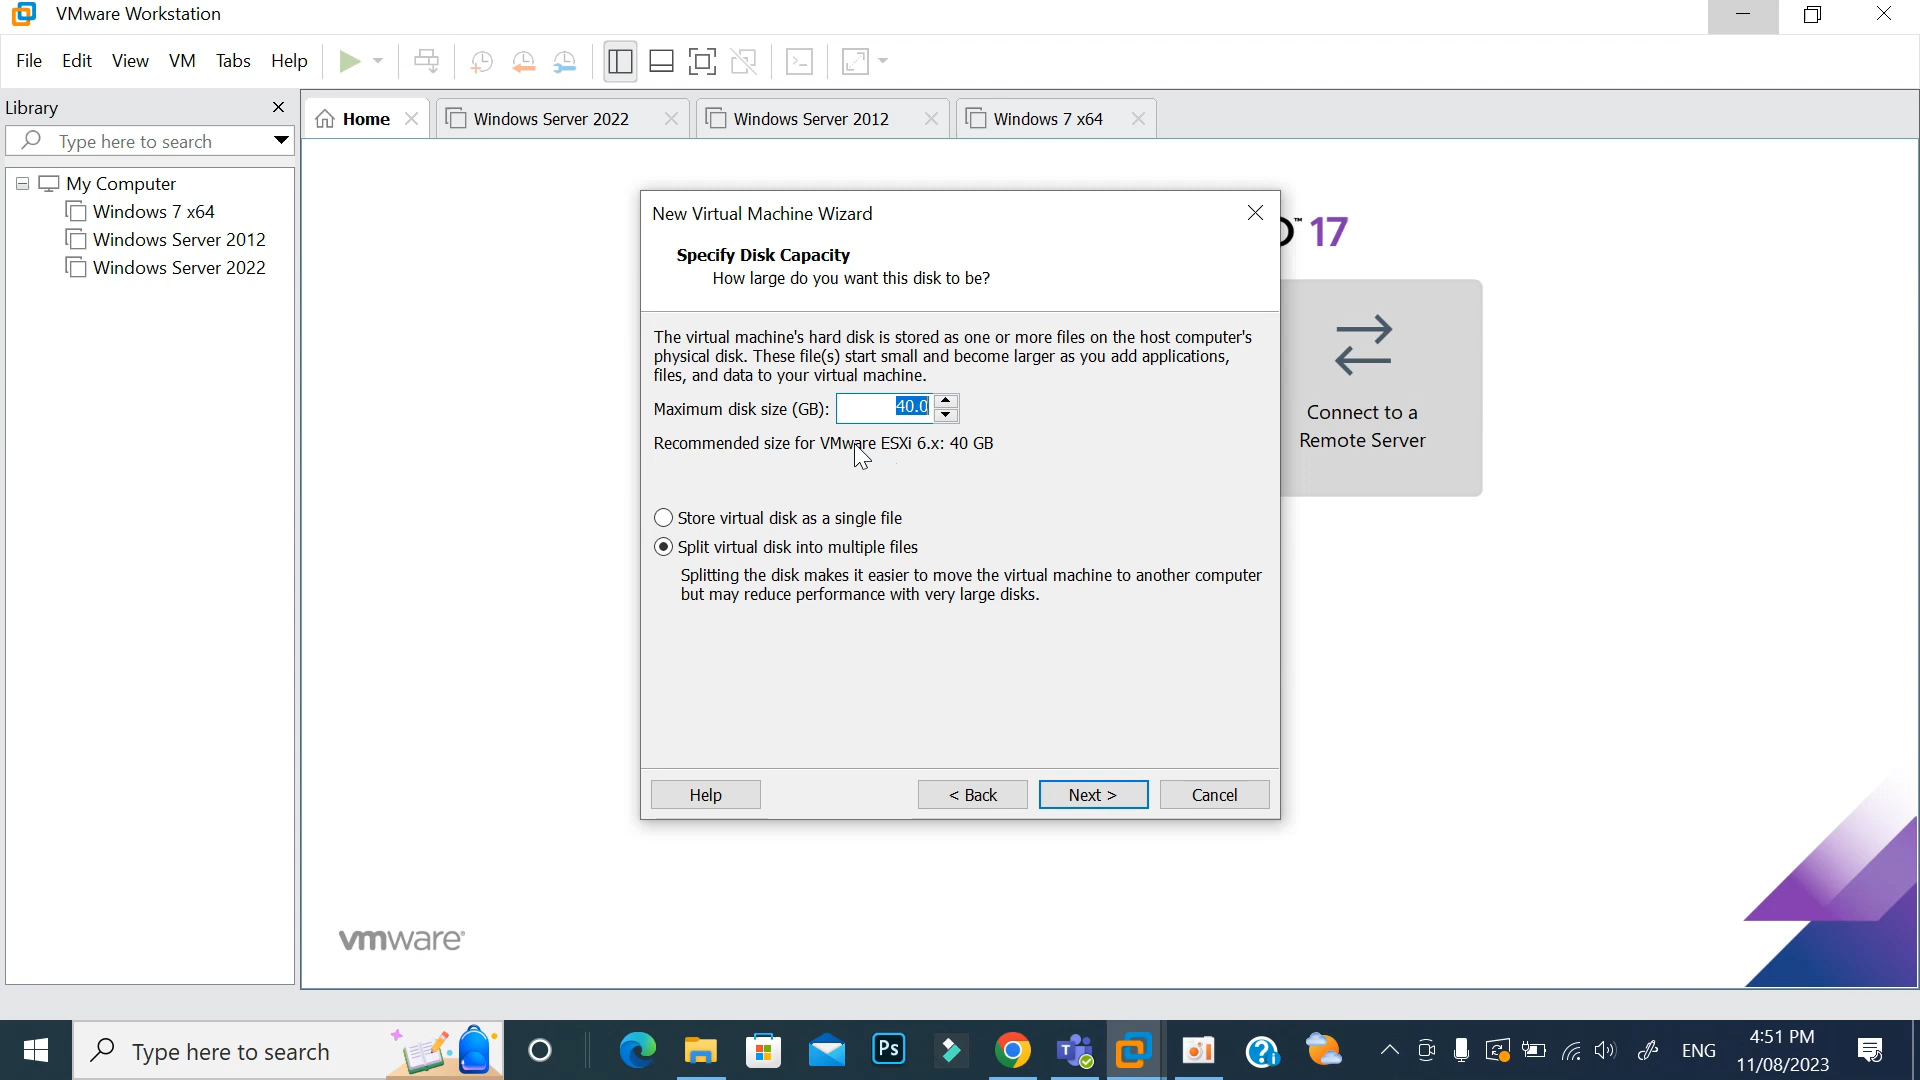 VMware Workstation
File Edit View VM Tabs Help
Library
Home
Windows Server 2022
Windows Server 2012
Windows 7 x64
Type here to search
My Computer
Windows 7 x64
Windows Server 2012
Windows Server 2022
17
Connect to a
Remote Server
New Virtual Machine Wizard
Specify Disk Capacity
How large do you want this disk to be?
The virtual machine's hard disk is stored as one or more files on the host computer's
physical disk. These file(s) start small and become larger as you add applications,
files, and data to your virtual machine.
Maximum disk size (GB): 40.0
Recommended size for VMware ESXi 6.x: 40 GB
Store virtual disk as a single file
Split virtual disk into multiple files
Splitting the disk makes it easier to move the virtual machine to another computer
but may reduce performance with very large disks.
Help < Back Next > Cancel
vmware
Type here to search
Ps
ENG
4:51 PM
11/08/2023